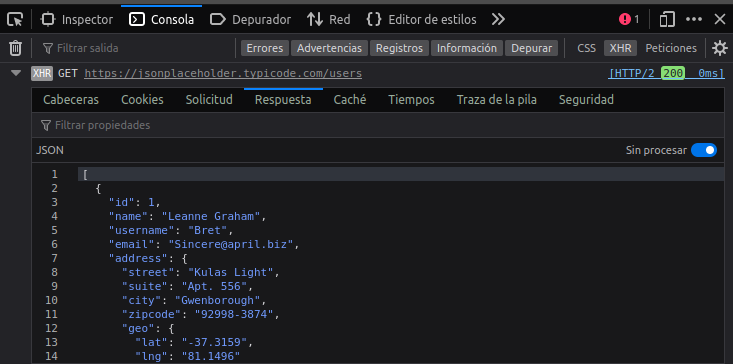 Inspector Consola Depurador Red Editor de estilos 1
Filtrar salida Errores Advertencias Registros Información Depurar CSS XHR Peticiones
XHR GET https://jsonplaceholder.typicode.com/users [HTTP/2 200 0ms]
Cabeceras Cookies Solicitud Respuesta Caché Tiempos Traza de la pila Seguridad
Filtrar propiedades
JSON Sin procesar
1 [
2 {
3 "id": 1,
4 "name": "Leanne Graham",
5 "username": "Bret",
6 "email": "Sincere@april.biz",
7 "address": {
8 "street": "Kulas Light",
9 "suite": "Apt. 556",
10 "city": "Gwenborough",
11 "zipcode": "92998-3874",
12 "geo": {
13 "lat": "-37.3159",
14 "lng": "81.1496"